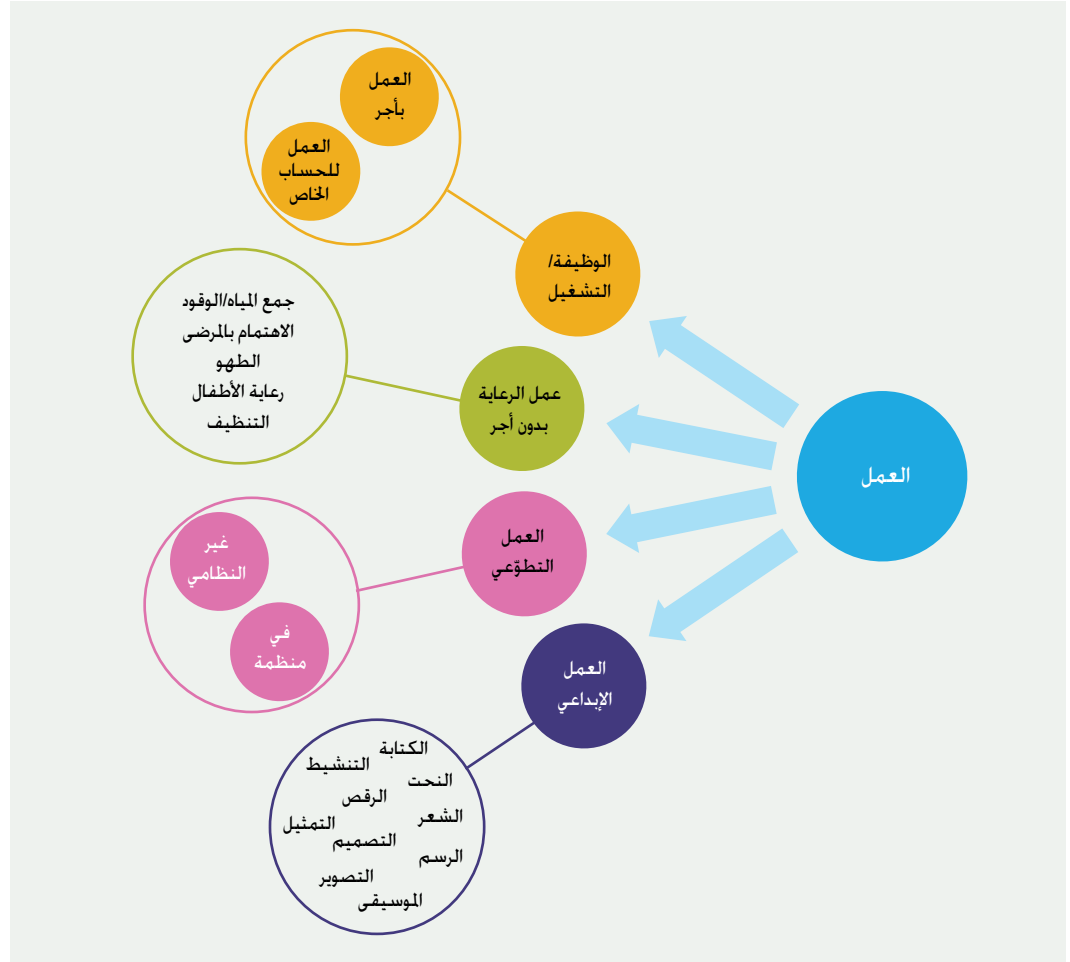 العمل
بأجر
العمل
للحساب
الخاص
الوظيفة/
التشغيل
جمع المياه/الوقود
الاهتمام بالمرضى
الطهو
رعاية الأطفال
التنظيف
عمل الرعاية
بدون أجر
العمل
غير
النظامي
العمل
التطوّعي
في
منظمة
العمل
الإبداعي
الكتابة
التنشيط
النحت
الرقص
الشعر
التمثيل
التصميم
الرسم
التصوير
الموسيقى